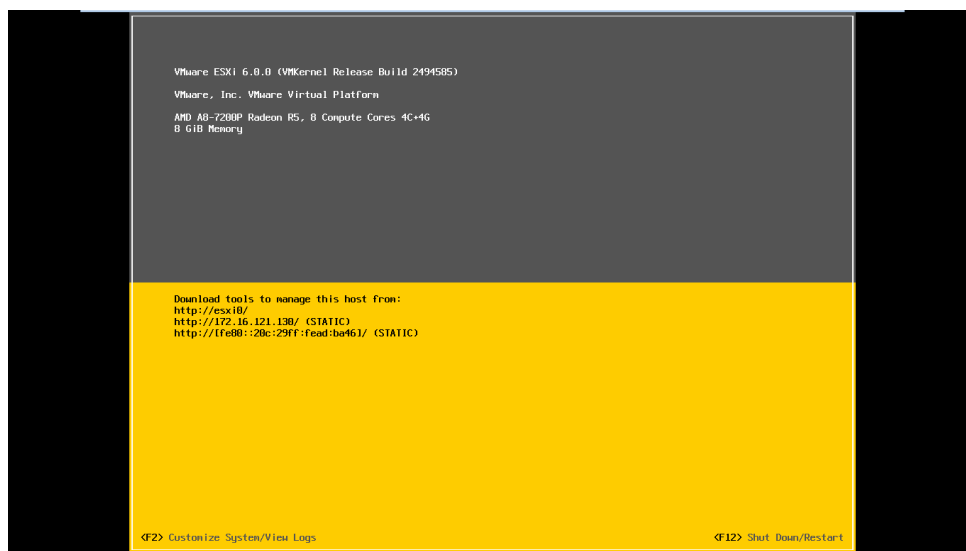 VMware ESXi 6.0.0 (VMKernel Release Build 2494585)
VMware, Inc. VMware Virtual Platform
AMD A8-7200P Radeon R5, 8 Compute Cores 4C+4G
8 GiB Memory
Download tools to manage this host from:
http://esxi0/
http://172.16.121.130/ (STATIC)
http://[fe80::20c:29ff:fead:ba46]/ (STATIC)
<F2> Customize System/View Logs
<F12> Shut Down/Restart